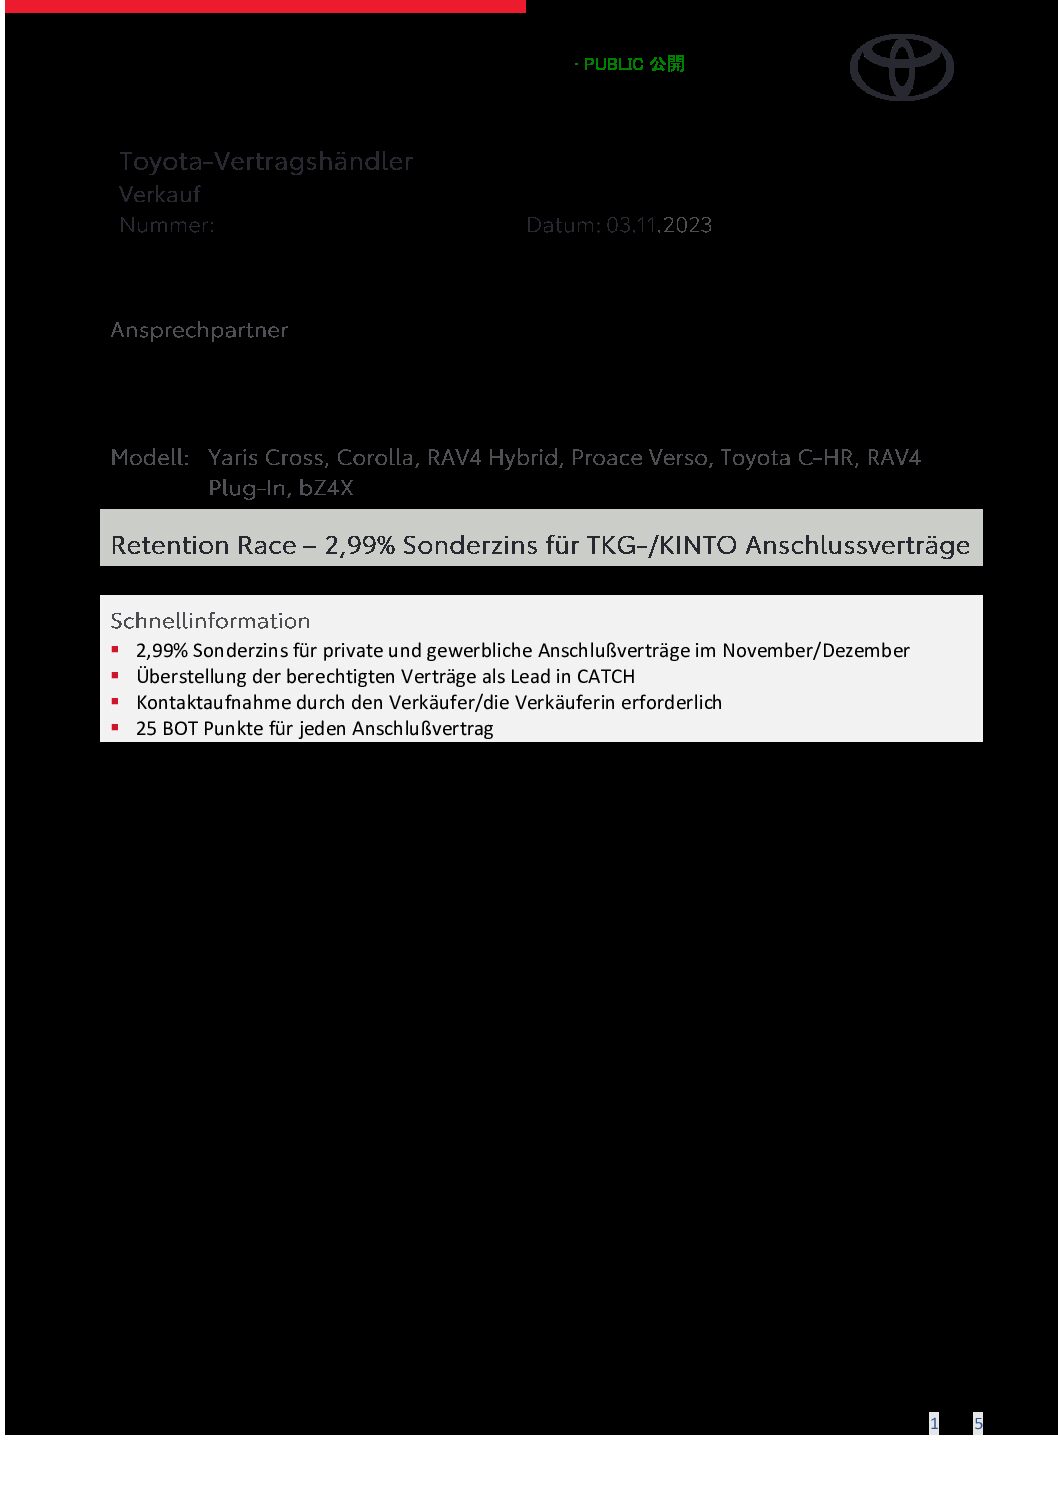 - PUBLIC 公開
Toyota-Vertragshändler
Verkauf
Nummer: Datum: 03.11.2023
Ansprechpartner
Modell: Yaris Cross, Corolla, RAV4 Hybrid, Proace Verso, Toyota C-HR, RAV4
Plug-In, bZ4X
Retention Race – 2,99% Sonderzins für TKG-/KINTO Anschlussverträge
Schnellinformation
▪ 2,99% Sonderzins für private und gewerbliche Anschlußverträge im November/Dezember
▪ Überstellung der berechtigten Verträge als Lead in CATCH
▪ Kontaktaufnahme durch den Verkäufer/die Verkäuferin erforderlich
▪ 25 BOT Punkte für jeden Anschlußvertrag
1 5